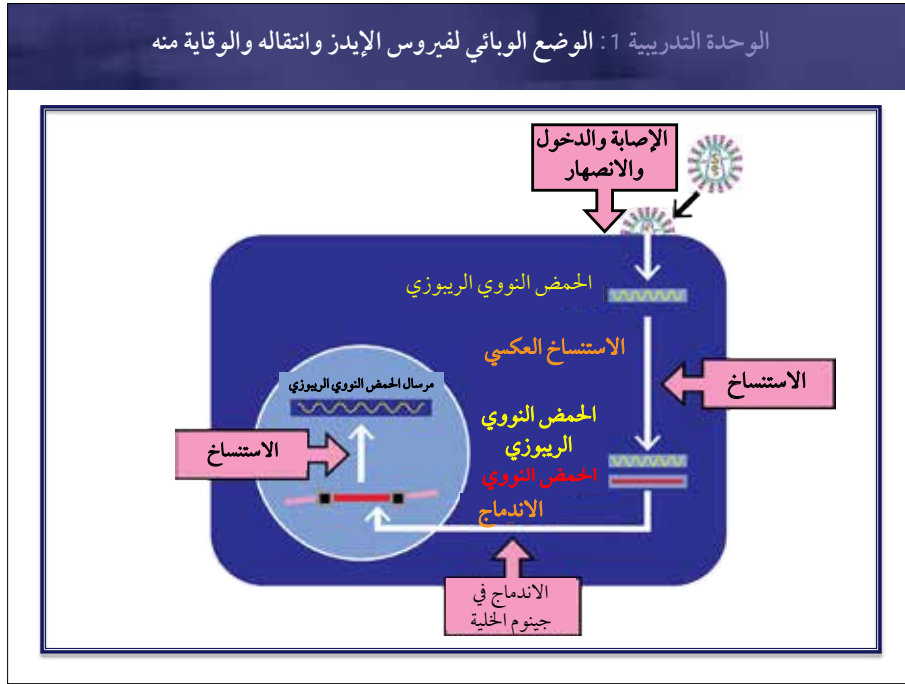 الوحدة التدريبية 1: الوضع الوبائي لفيروس الإيدز وانتقاله والوقاية منه
الإصابة والدخول
والانصهار
الحمض النووي الريبوزي
الاستنساخ العكسي
الاستنساخ
مرسال الحمض النووي الريبوزي
الحمض النووي
الريبوزي
الاستنساخ
الحمض النووي
الاندماج
الاندماج في
جينوم الخلية